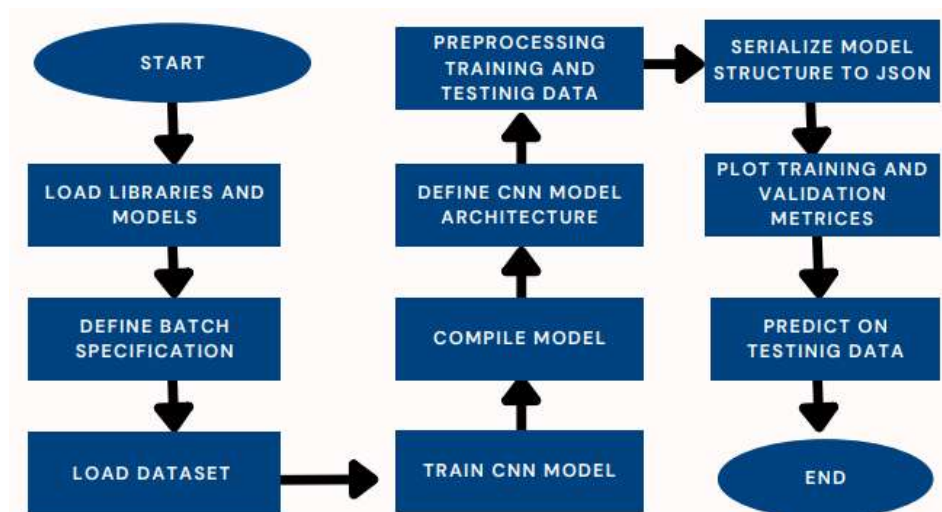 START
LOAD LIBRARIES AND
MODELS
DEFINE BATCH
SPECIFICATION
LOAD DATASET
TRAIN CNN MODEL
COMPILE MODEL
DEFINE CNN MODEL
ARCHITECTURE
PREPROCESSING
TRAINING AND
TESTINIG DATA
SERIALIZE MODEL
STRUCTURE TO JSON
PLOT TRAINING AND
VALIDATION
METRICES
PREDICT ON
TESTINIG DATA
END